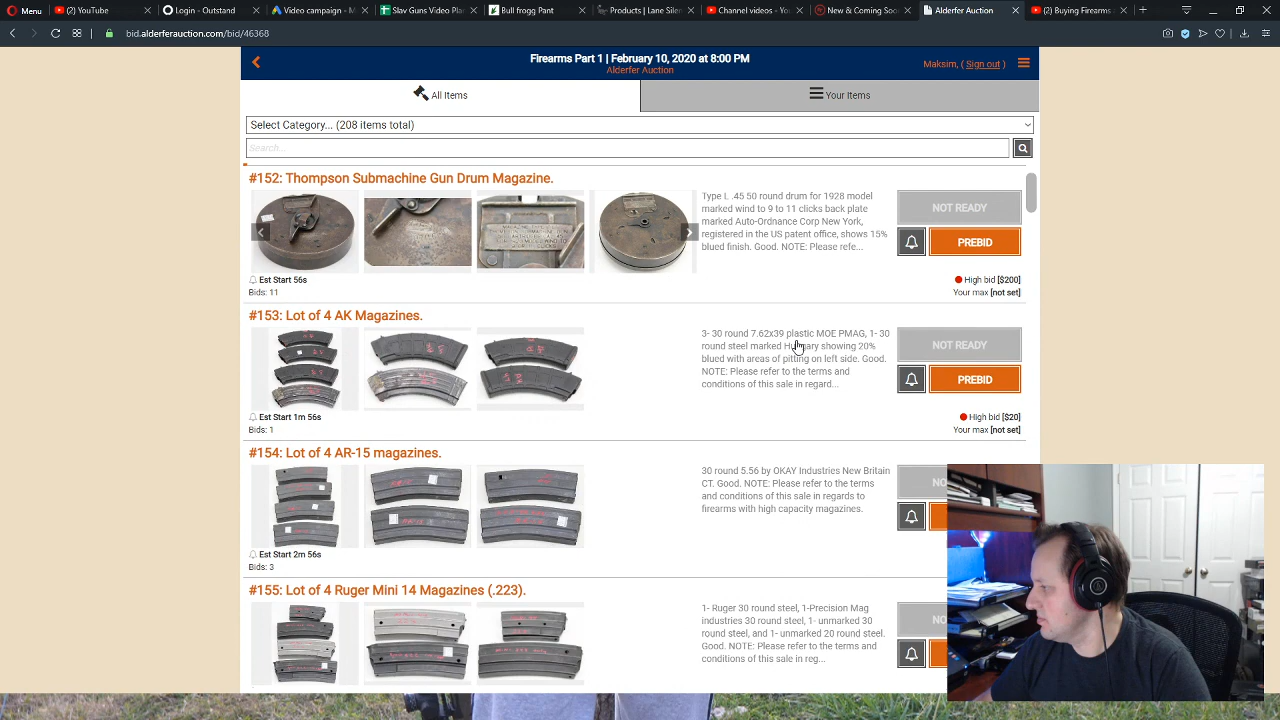 Menu
(2) YouTube
Login - Outstand
Video campaign - M
Slav Guns Video Plan
Bull frogg Pant
Products | Lane Silen
Channel videos - You
New & Coming Soon
Alderfer Auction
(2) Buying Firearms
bid.alderferauction.com/bid/46368
Firearms Part 1 | February 10, 2020 at 8:00 PM
Alderfer Auction
Maksim, ( Sign out )
All Items
Your Items
Select Category... (208 items total)
Search...
#152: Thompson Submachine Gun Drum Magazine.
Type L .45 50 round drum for 1928 model
marked wind to 9 to 11 clicks back plate
marked Auto-Ordnance Corp New York,
registered in the US patent office, shows 15%
blued finish. Good. NOTE: Please refe...
NOT READY
PREBID
Est Start 56s
Bids: 11
High bid [$200]
Your max [not set]
#153: Lot of 4 AK Magazines.
3- 30 round 7.62x39 plastic MOE PMAG, 1- 30
round steel marked Hungary showing 20%
blued with areas of pitting on left side. Good.
NOTE: Please refer to the terms and
conditions of this sale in regard...
NOT READY
PREBID
Est Start 1m 56s
Bids: 1
High bid [$20]
Your max [not set]
#154: Lot of 4 AR-15 magazines.
30 round 5.56 by OKAY Industries New Britain
CT. Good. NOTE: Please refer to the terms
and conditions of this sale in regards to
firearms with high capacity magazines.
NO
Est Start 2m 56s
Bids: 3
#155: Lot of 4 Ruger Mini 14 Magazines (.223).
1- Ruger 30 round steel, 1-Precision Mag
industries 30 round steel, 1- unmarked 30
round steel, and 1- unmarked 20 round steel.
Good. NOTE: Please refer to the terms and
conditions of this sale in reg...
NO